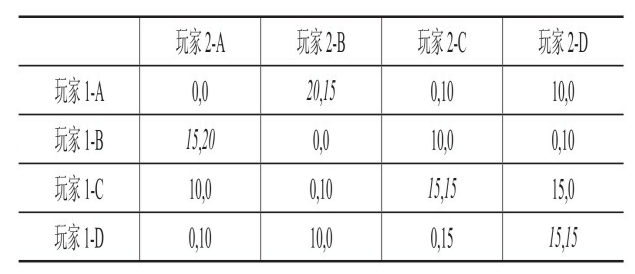 玩家 2-A 玩家 2-B 玩家 2-C 玩家 2-D
玩家 1-A 0,0 20,15 0,10 10,0
玩家 1-B 15,20 0,0 10,0 0,10
玩家 1-C 10,0 0,10 15,15 15,0
玩家 1-D 0,10 10,0 0,15 15,15